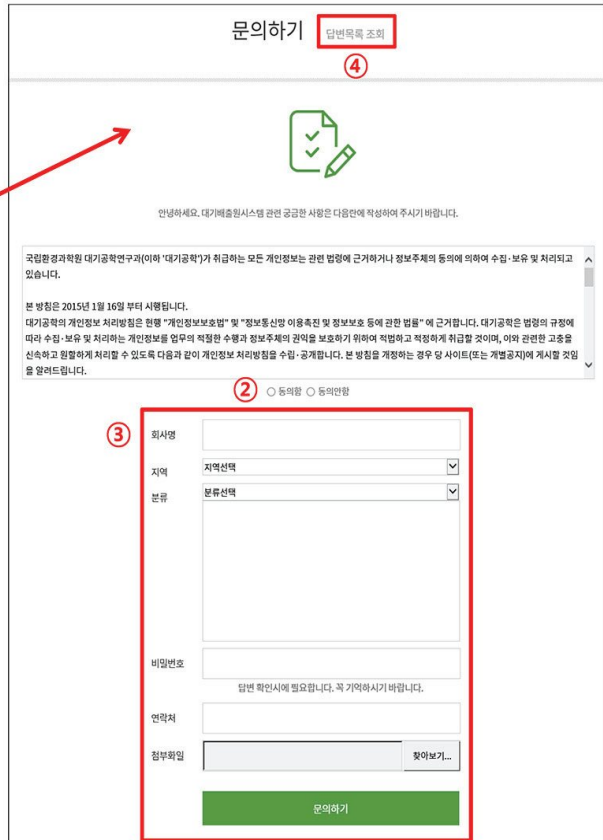 문의하기 답변목록 조회
④
안녕하세요. 대기배출원시스템 관련 궁금한 사항은 다음란에 작성하여 주시기 바랍니다.
국립환경과학원 대기공학연구과(이하 '대기공학')가 취급하는 모든 개인정보는 관련 법령에 근거하거나 정보주체의 동의에 의하여 수집·보유 및 처리되고
있습니다.
본 방침은 2015년 1월 16일 부터 시행됩니다.
대기공학의 개인정보 처리방침은 현행 "개인정보보호법" 및 "정보통신망 이용촉진 및 정보보호 등에 관한 법률" 에 근거합니다. 대기공학은 법령의 규정에
따라 수집·보유 및 처리하는 개인정보를 업무의 적절한 수행과 정보주체의 권익을 보호하기 위하여 적법하고 적정하게 취급할 것이며, 이와 관련한 고충을
신속하고 원할하게 처리할 수 있도록 다음과 같이 개인정보 처리방침을 수립·공개합니다. 본 방침을 개정하는 경우 당 사이트(또는 개별공지)에 게시할 것임
을 알려드립니다.
② 동의함 동의안함
③ 회사명
지역 지역선택
분류 분류선택
비밀번호
답변 확인시에 필요합니다. 꼭 기억하시기 바랍니다.
연락처
첨부화일 찾아보기...
문의하기